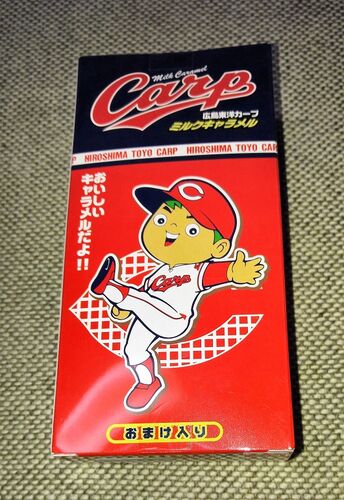 Milk Caramel
Carp
広島東洋カープ
ミルクキャラメル
P HIROSHIMA TOYO CARP HIROSHIMA TOYO CARP
おいしい
キャラメルだよ!!
C
Carp
おまけ入り